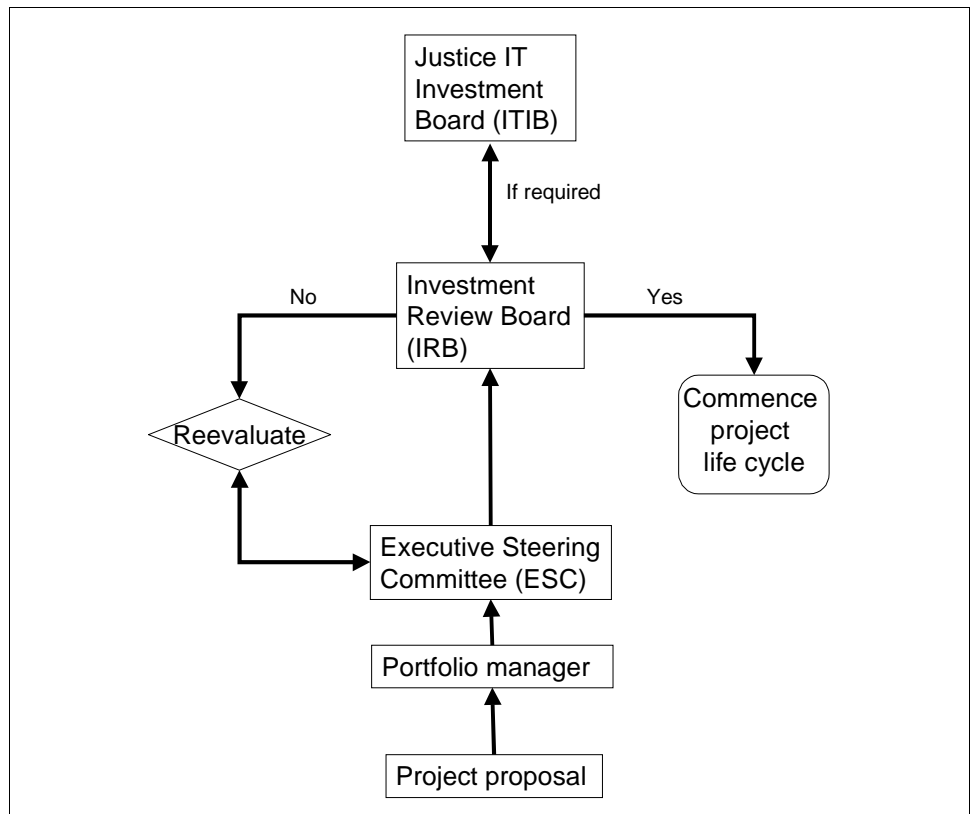 Justice IT
Investment
Board (ITIB)
If required
Investment
Review Board
(IRB)
No
Yes
Reevaluate
Commence
project
life cycle
Executive Steering
Committee (ESC)
Portfolio manager
Project proposal